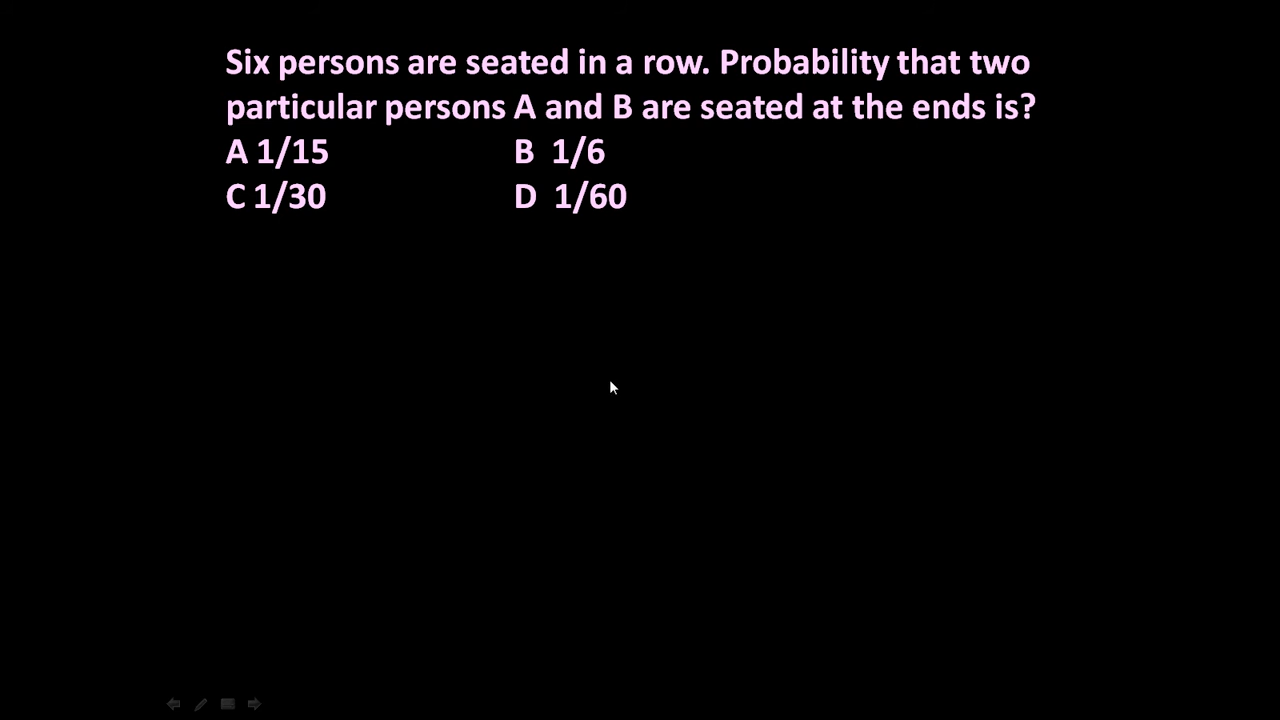 Six persons are seated in a row. Probability that two
particular persons A and B are seated at the ends is?
A 1/15 B 1/6
C 1/30 D 1/60